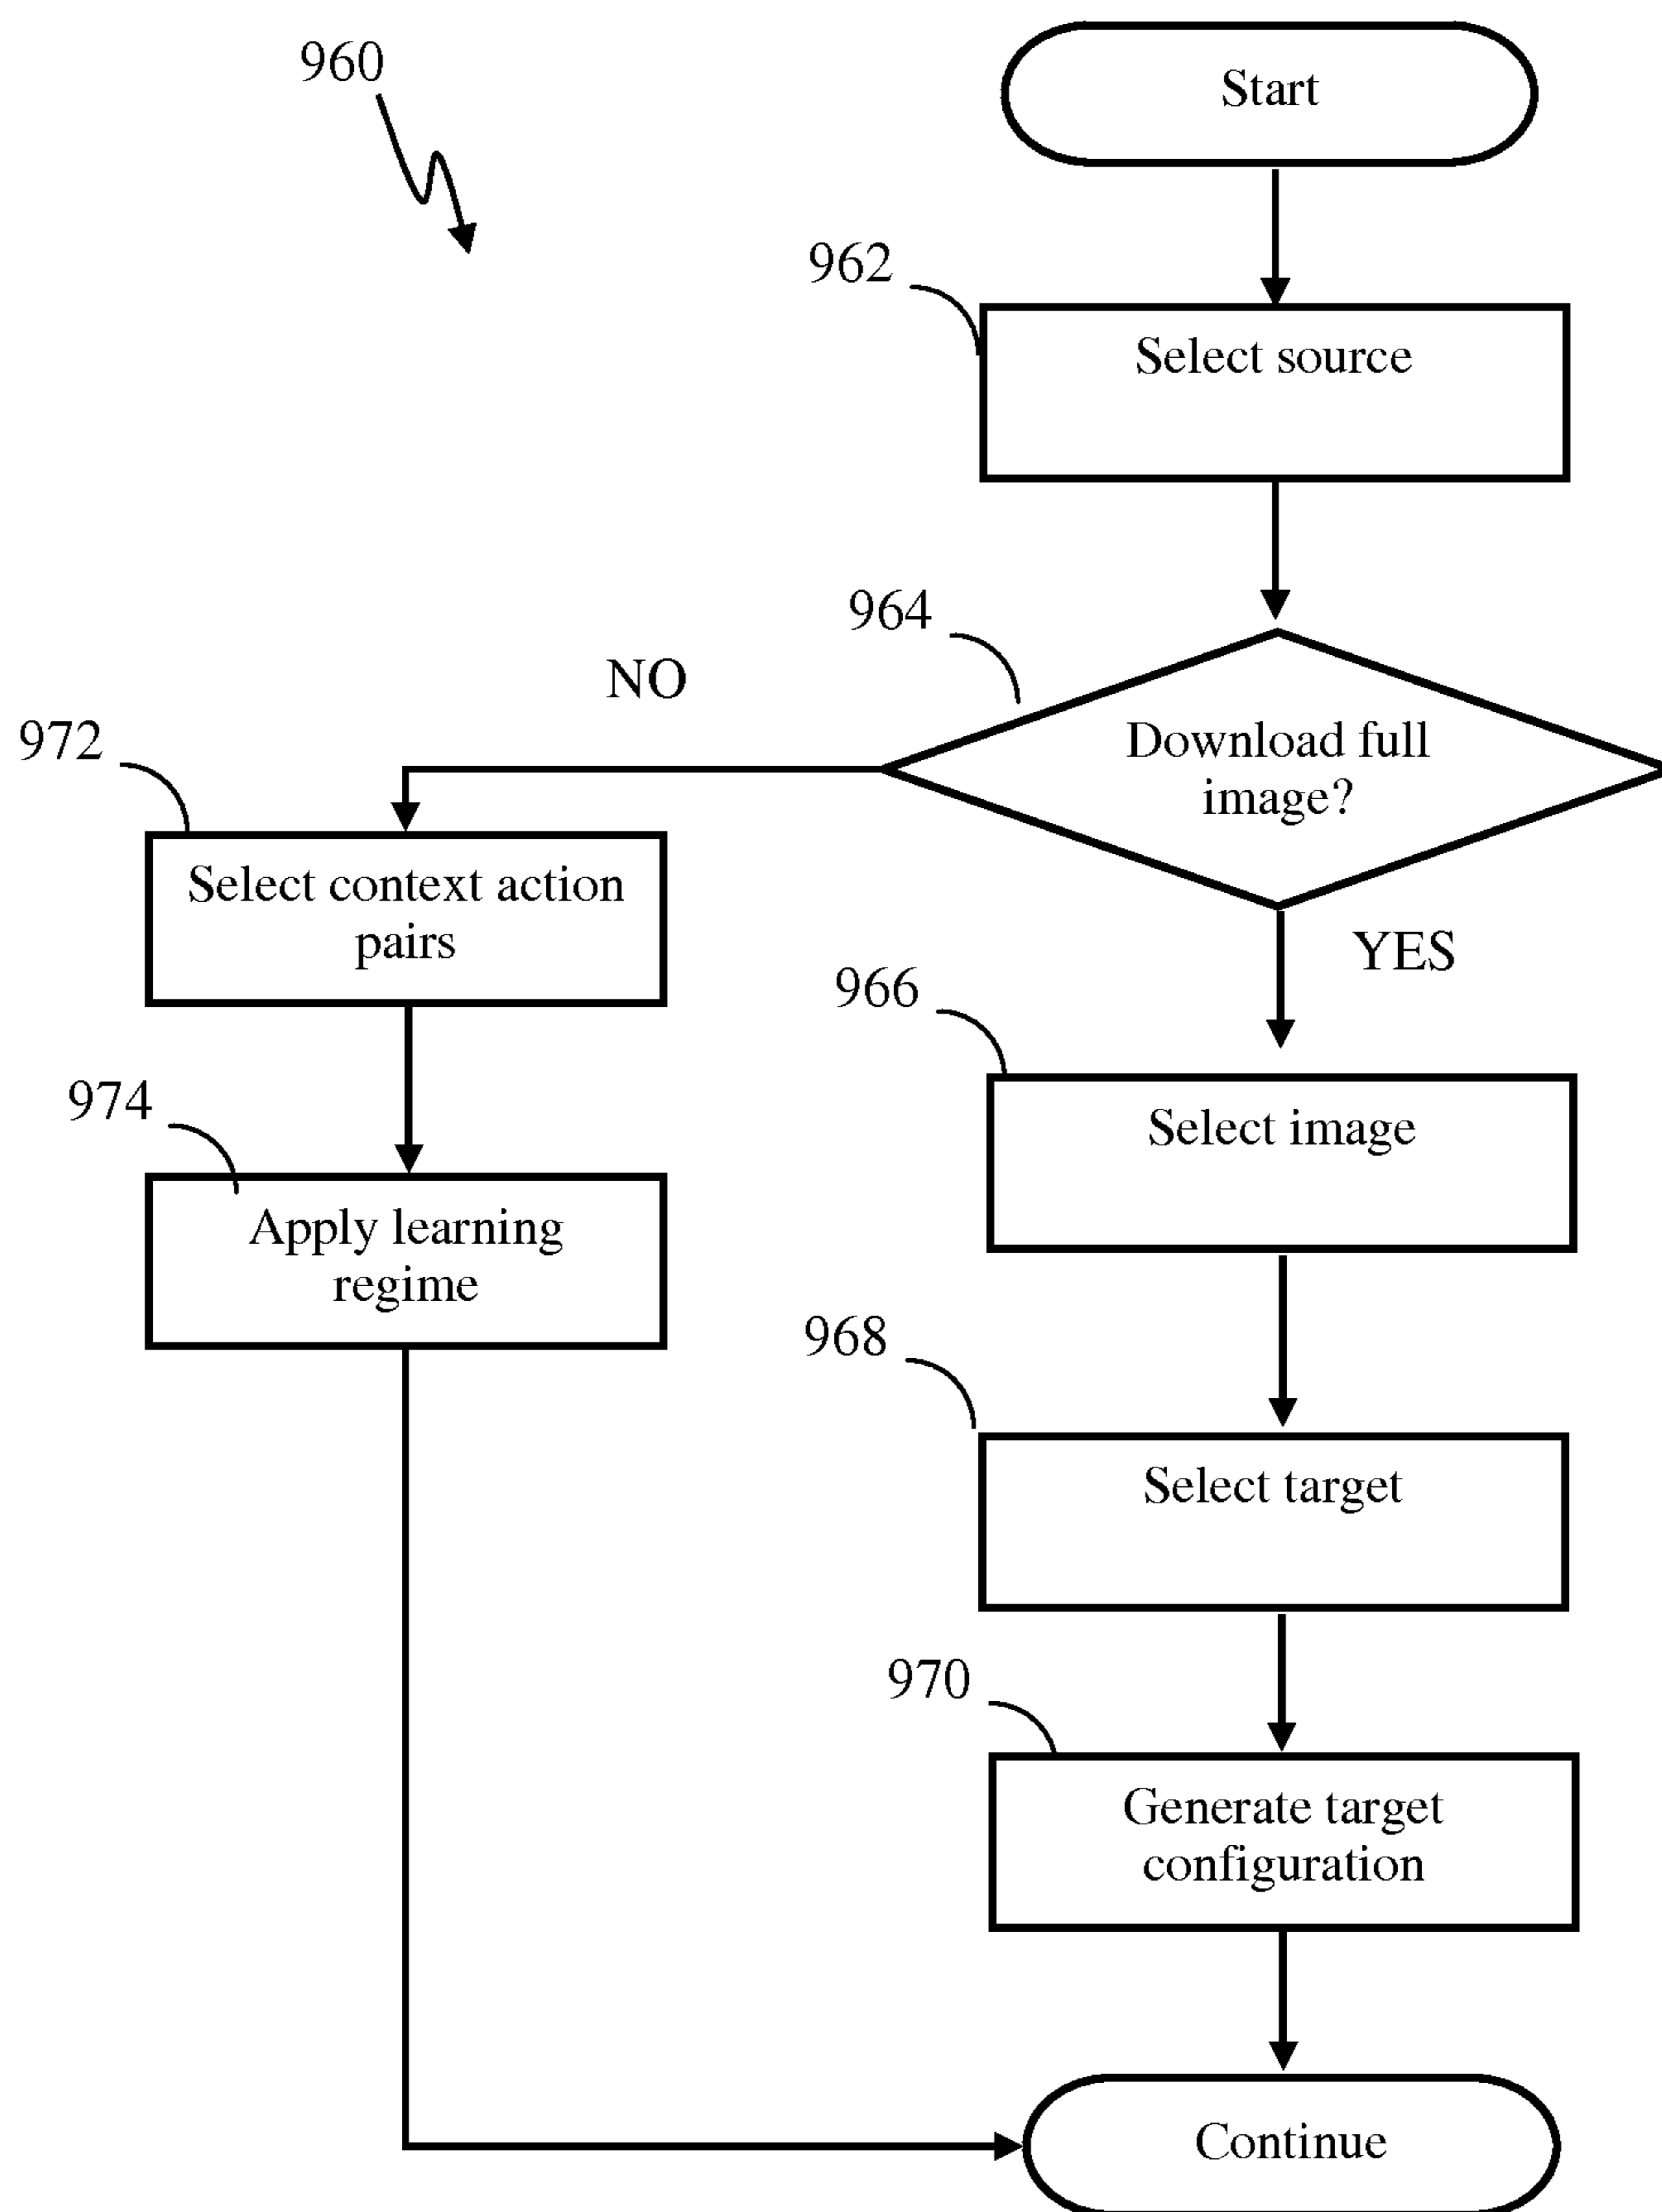 960
Start
962
Select source
964
Download full
image?
NO
YES
972
Select context action
pairs
966
Select image
974
Apply learning
regime
968
Select target
970
Generate target
configuration
Continue